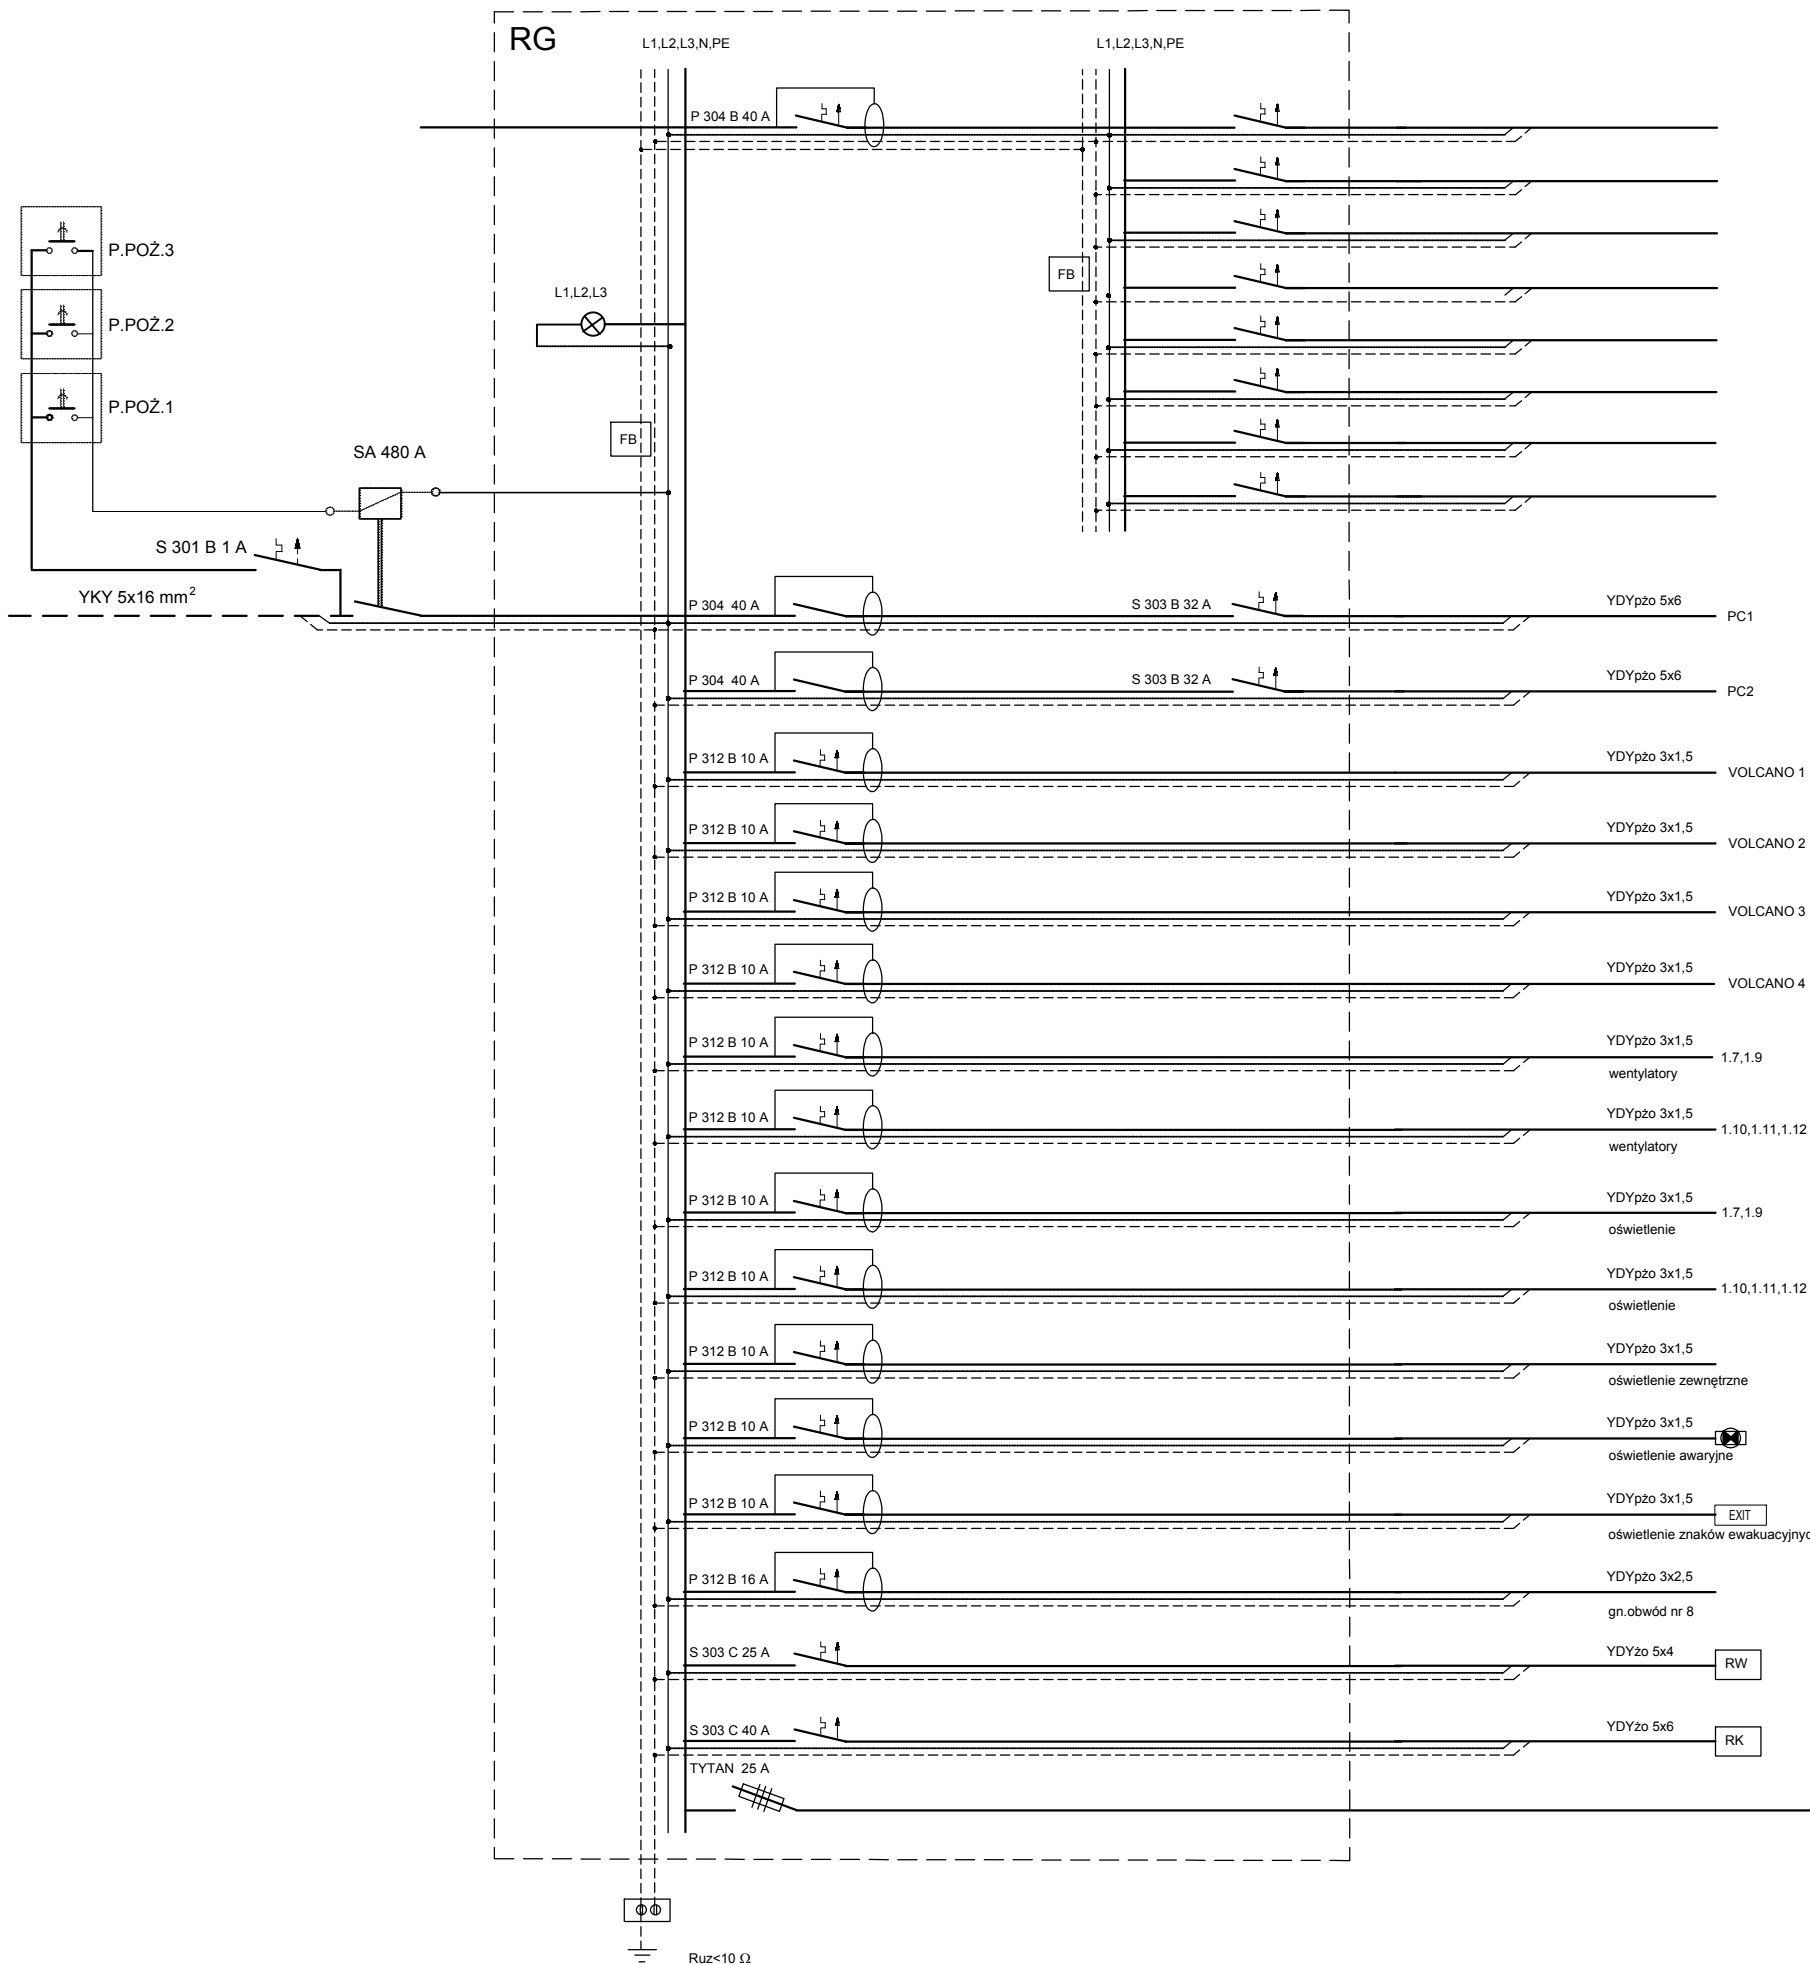 RG
L1,L2,L3,N,PE
L1,L2,L3,N,PE
P 304 B 40 A
P.POŻ.3
FB
L1,L2,L3
P.POŻ.2
P.POŻ.1
FB
SA 480 A
S 301 B 1 A
YKY 5x16 mm²
P 304 40 A
S 303 B 32 A
YDYpżo 5x6
PC1
P 304 40 A
S 303 B 32 A
YDYpżo 5x6
PC2
P 312 B 10 A
YDYpżo 3x1,5
VOLCANO 1
P 312 B 10 A
YDYpżo 3x1,5
VOLCANO 2
P 312 B 10 A
YDYpżo 3x1,5
VOLCANO 3
P 312 B 10 A
YDYpżo 3x1,5
VOLCANO 4
P 312 B 10 A
YDYpżo 3x1,5
1.7,1.9
wentylatory
P 312 B 10 A
YDYpżo 3x1,5
1.10,1.11,1.12
wentylatory
P 312 B 10 A
YDYpżo 3x1,5
1.7,1.9
oświetlenie
P 312 B 10 A
YDYpżo 3x1,5
1.10,1.11,1.12
oświetlenie
P 312 B 10 A
YDYpżo 3x1,5
oświetlenie zewnętrzne
P 312 B 10 A
YDYpżo 3x1,5
oświetlenie awaryjne
P 312 B 10 A
YDYpżo 3x1,5
EXIT
oświetlenie znaków ewakuacyjnyc
P 312 B 16 A
YDYpżo 3x2,5
gn.obwód nr 8
S 303 C 25 A
YDYżo 5x4
RW
S 303 C 40 A
YDYżo 5x6
RK
TYTAN 25 A
Ruz<10 Ω